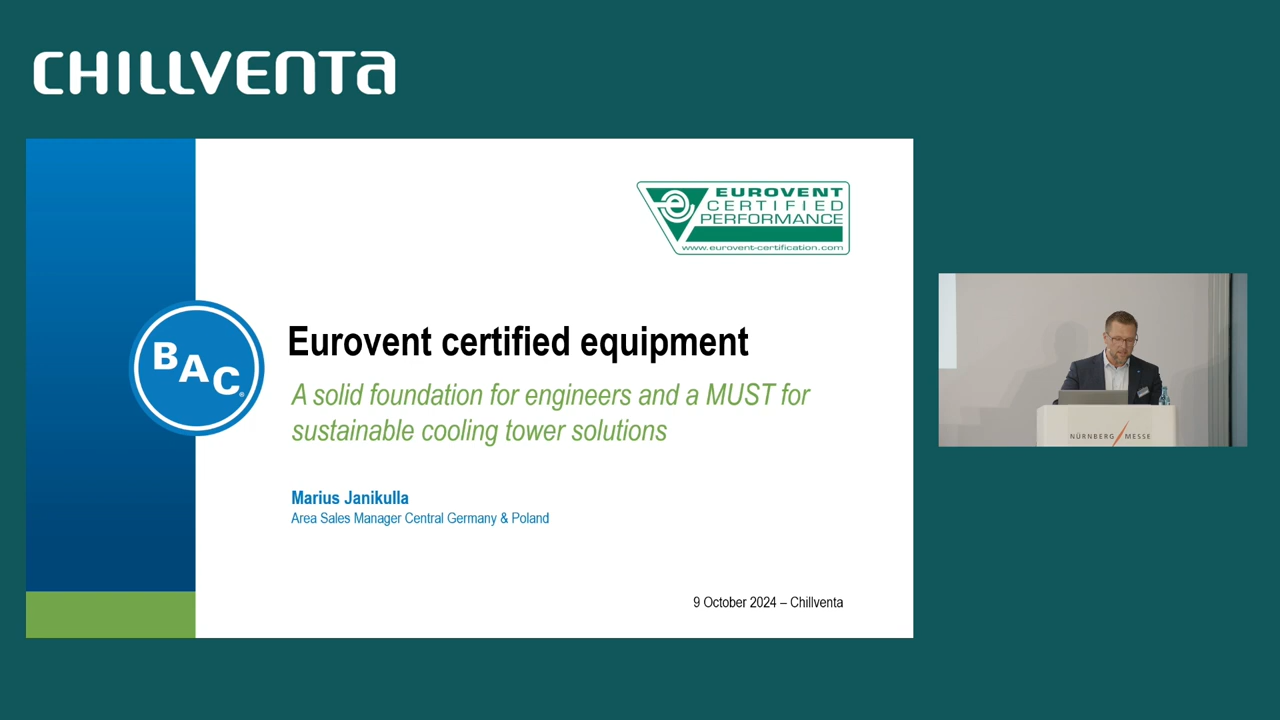 CHILLVENTA
EUROVENT
CERTIFIED
PERFORMANCE
www.eurovent-certification.com
BAC
Eurovent certified equipment
A solid foundation for engineers and a MUST for
sustainable cooling tower solutions
Marius Janikulla
Area Sales Manager Central Germany & Poland
9 October 2024 – Chillventa
NÜRNBERG MESSE